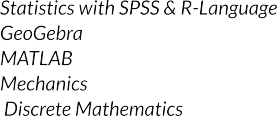 Statistics with SPSS & R-Language
GeoGebra
MATLAB
Mechanics
Discrete Mathematics